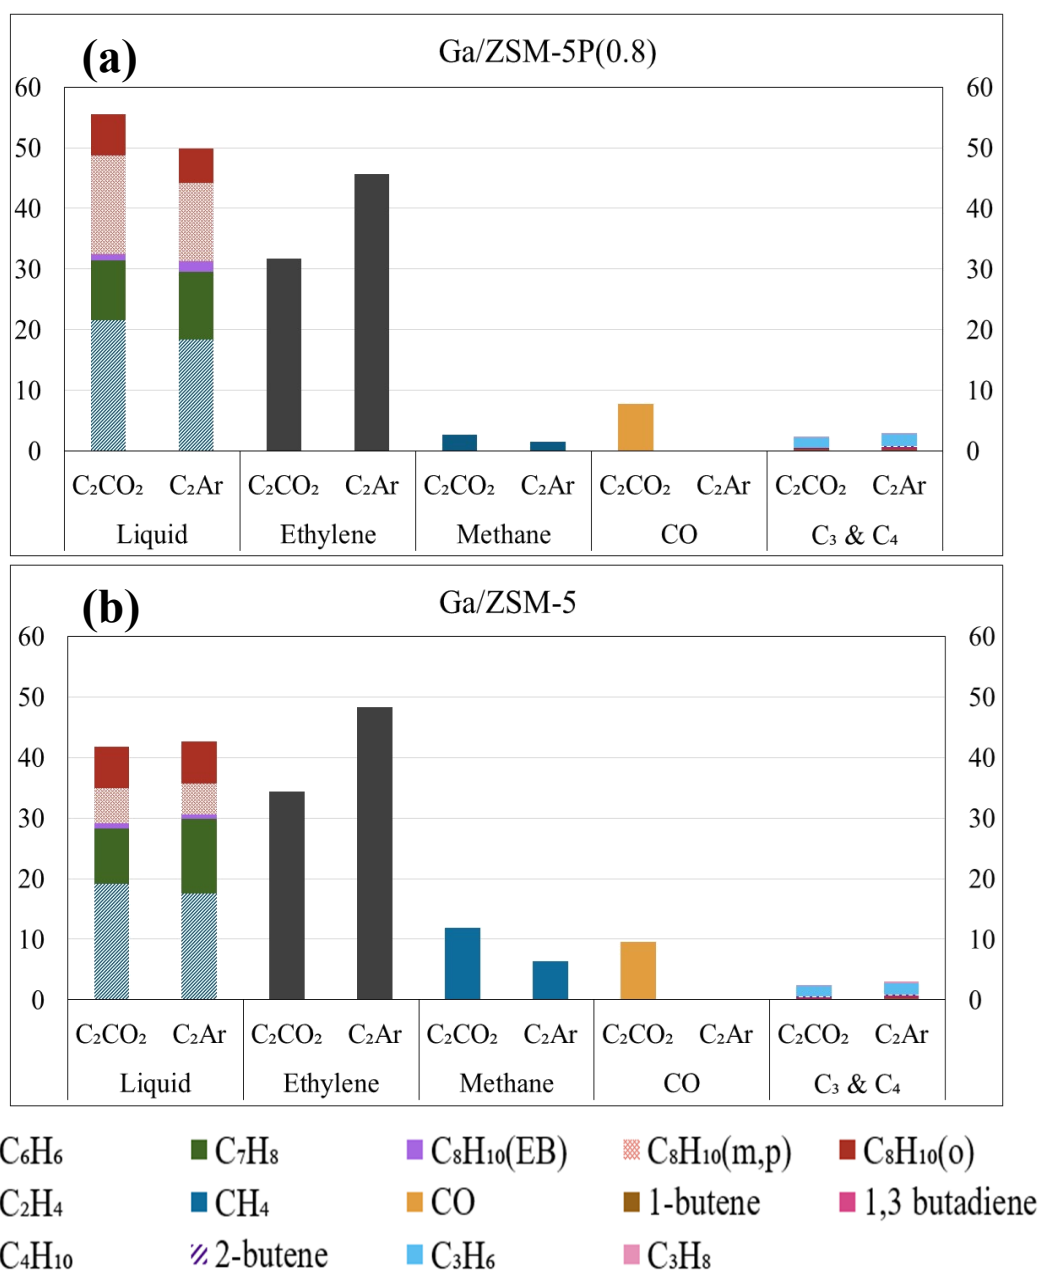 (a) Ga/ZSM-5P(0.8)
60 60
50 50
40 40
30 30
20 20
10 10
0 0
C₂CO₂ C₂Ar C₂CO₂ C₂Ar C₂CO₂ C₂Ar C₂CO₂ C₂Ar C₂CO₂ C₂Ar
Liquid Ethylene Methane CO C₃ & C₄
(b) Ga/ZSM-5
60 60
50 50
40 40
30 30
20 20
10 10
0 0
C₂CO₂ C₂Ar C₂CO₂ C₂Ar C₂CO₂ C₂Ar C₂CO₂ C₂Ar C₂CO₂ C₂Ar
Liquid Ethylene Methane CO C₃ & C₄
C₆H₆ C₇H₈ C₈H₁₀(EB) C₈H₁₀(m,p) C₈H₁₀(o)
C₂H₄ CH₄ CO 1-butene 1,3 butadiene
C₄H₁₀ 2-butene C₃H₆ C₃H₈